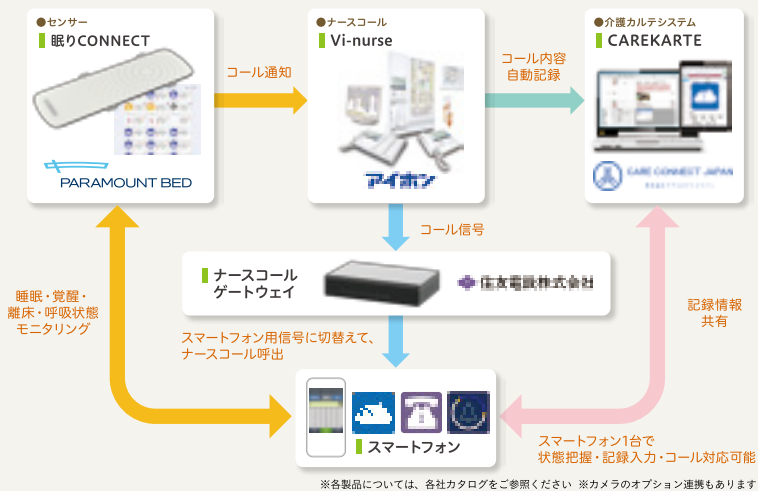 ●センサー
眠りCONNECT
PARAMOUNT BED
コール通知
●ナースコール
Vi-nurse
アイホン
コール内容
自動記録
●介護カルテシステム
CAREKARTE
CARE CONNECT JAPAN
コール信号
ナースコール
ゲートウェイ
住友電設株式会社
睡眠・覚醒・
離床・呼吸状態
モニタリング
スマートフォン用信号に切替えて、
ナースコール呼出
記録情報
共有
スマートフォン
スマートフォン1台で
状態把握・記録入力・コール対応可能
※各製品については、各社カタログをご参照ください ※カメラのオプション連携もあります